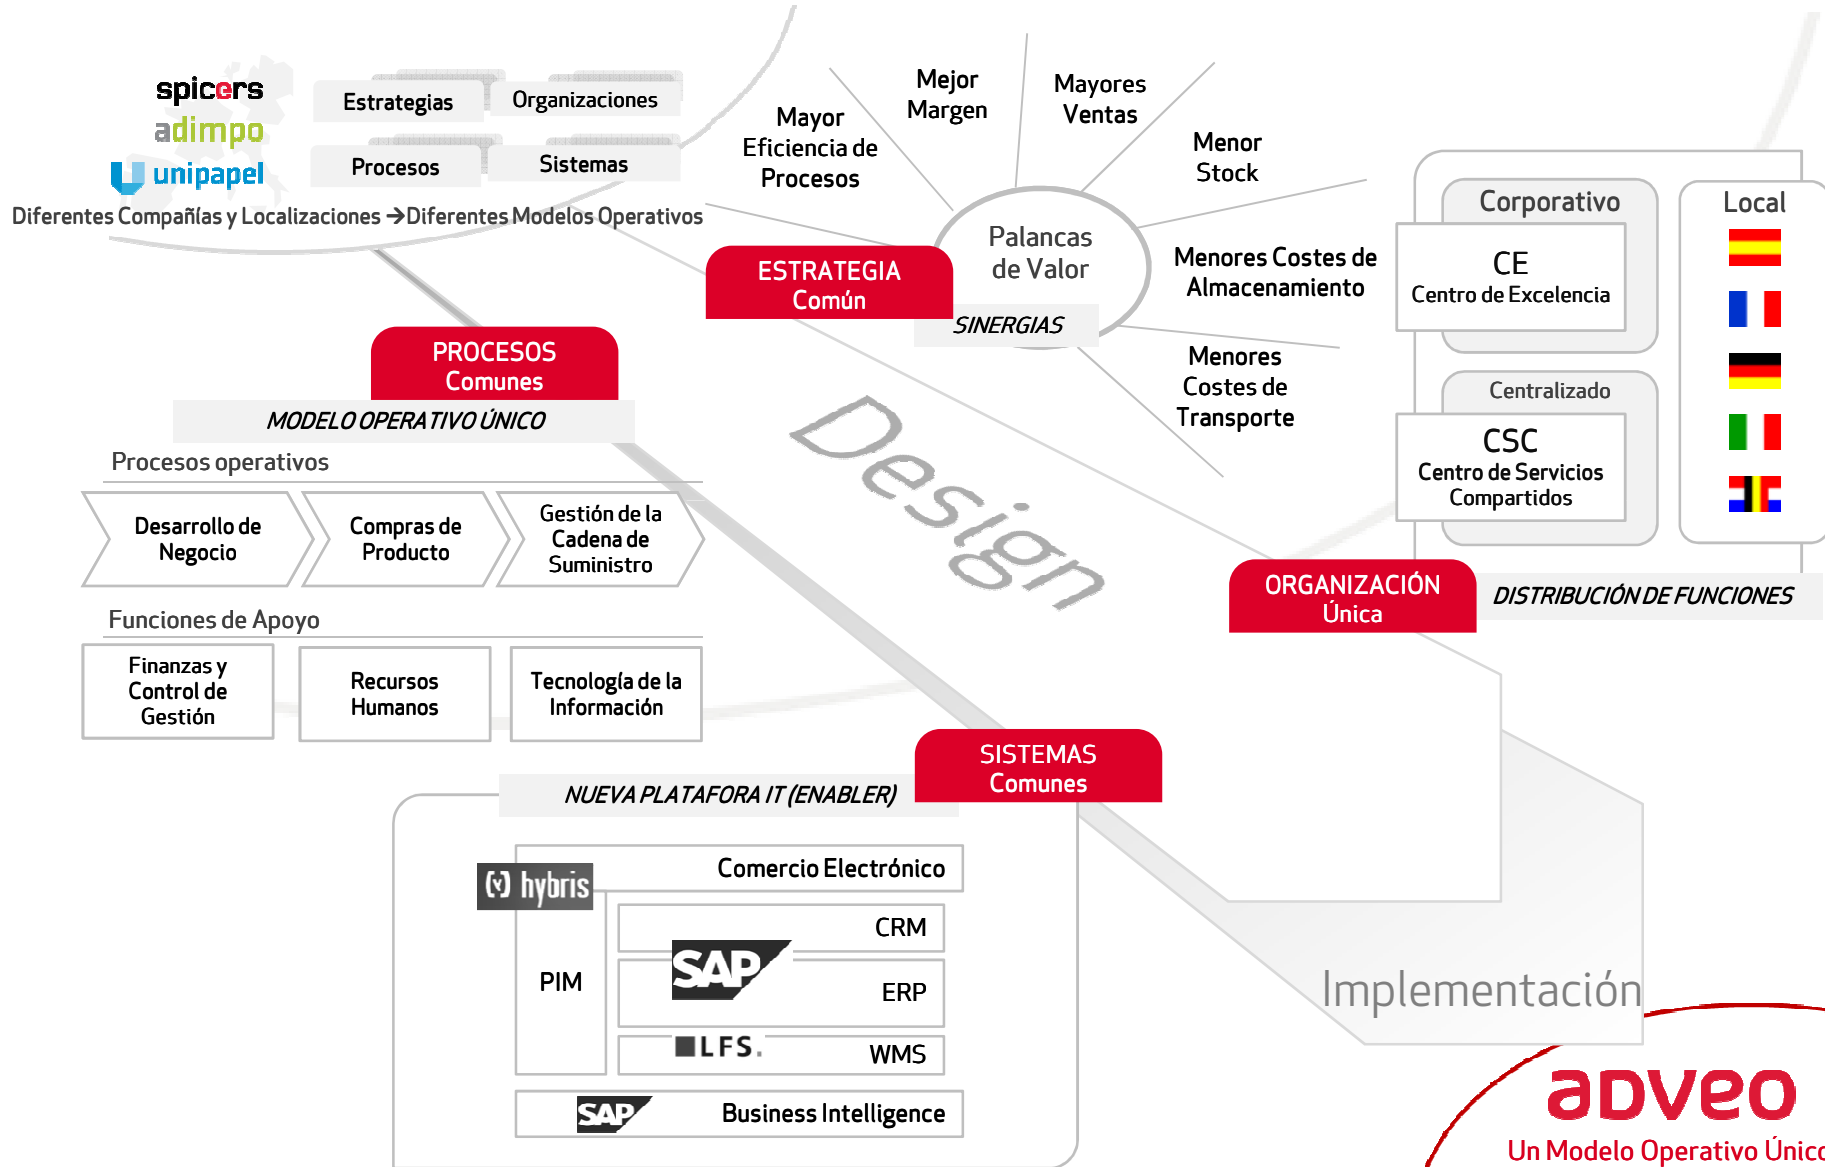 spicers
adimpo
unipapel
Estrategias
Organizaciones
Procesos
Sistemas
Diferentes Compañías y Localizaciones → Diferentes Modelos Operativos
Mayor
Eficiencia de
Procesos
Mejor
Margen
Mayores
Ventas
Menor
Stock
Menores Costes de
Almacenamiento
Menores
Costes de
Transporte
Palancas
de Valor
ESTRATEGIA
Común
SINERGIAS
Corporativo
CE
Centro de Excelencia
Centralizado
CSC
Centro de Servicios
Compartidos
Local
ORGANIZACIÓN
Única
DISTRIBUCIÓN DE FUNCIONES
PROCESOS
Comunes
MODELO OPERATIVO ÚNICO
Procesos operativos
Desarrollo de
Negocio
Compras de
Producto
Gestión de la
Cadena de
Suministro
Funciones de Apoyo
Finanzas y
Control de
Gestión
Recursos
Humanos
Tecnología de la
Información
Design
SISTEMAS
Comunes
NUEVA PLATAFORA IT (ENABLER)
hybris
Comercio Electrónico
PIM
CRM
SAP
ERP
LFS.
WMS
SAP
Business Intelligence
Implementación
aDVeo
Un Modelo Operativo Único